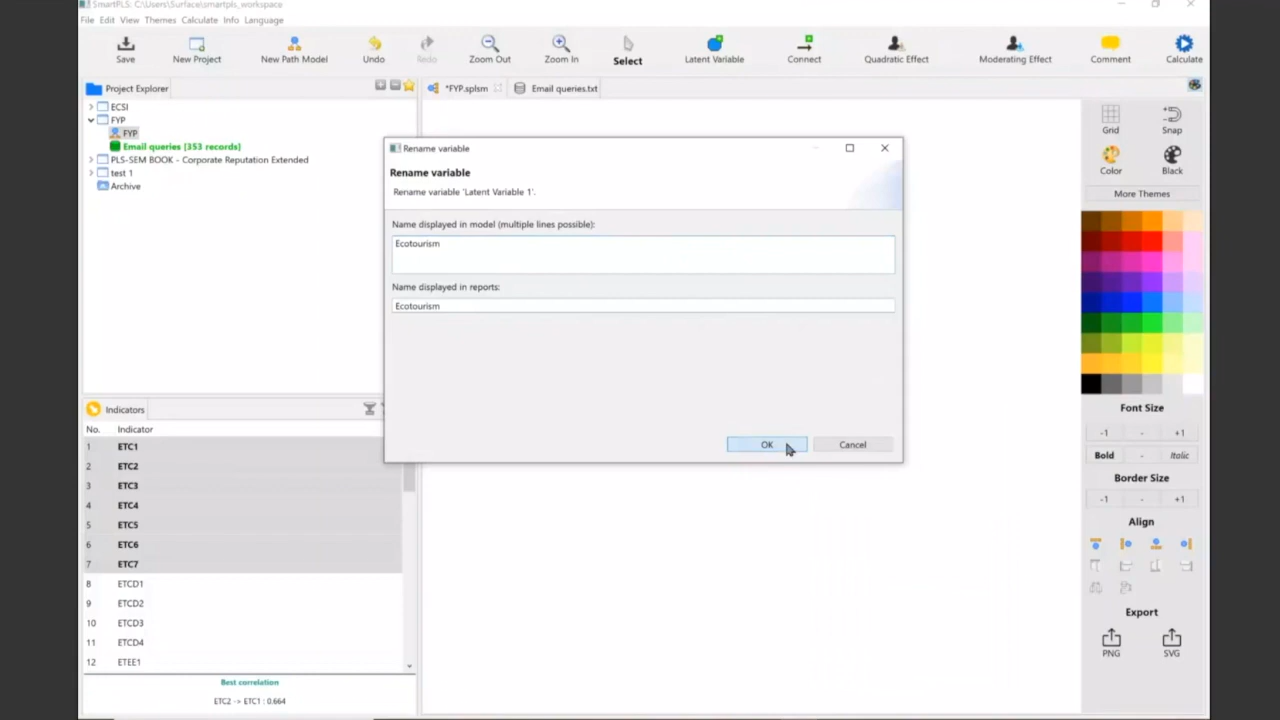 SmartPLS: C:\Users\Surface\smartpls_workspace
File Edit View Themes Calculate Info Language
Save New Project New Path Model Undo Redo Zoom Out Zoom In Select Latent Variable Connect Quadratic Effect Moderating Effect Comment Calculate
Project Explorer
*FYP.splsm Email queries.txt
ECSI
FYP
FYP
Email queries [353 records]
PLS-SEM BOOK - Corporate Reputation Extended
test 1
Archive
Rename variable
Rename variable
Rename variable 'Latent Variable 1'.
Name displayed in model (multiple lines possible):
Ecotourism
Name displayed in reports:
Ecotourism
OK Cancel
Indicators
No. Indicator
1 ETC1
2 ETC2
3 ETC3
4 ETC4
5 ETC5
6 ETC6
7 ETC7
8 ETCD1
9 ETCD2
10 ETCD3
11 ETCD4
12 ETEE1
Best correlation
ETC2 -> ETC1 : 0.664
Grid Snap
Color Black
More Themes
Font Size
-1 - +1
Bold - Italic
Border Size
-1 - +1
Align
Export
PNG SVG